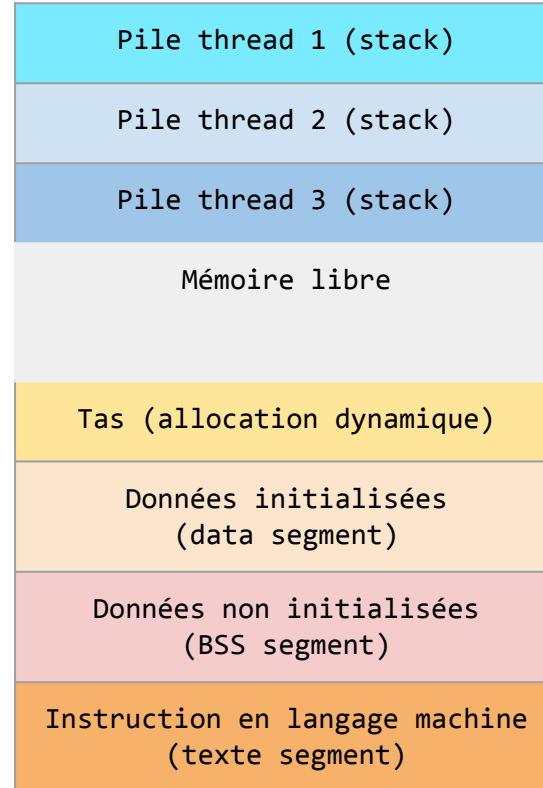 Pile thread 1 (stack)
Pile thread 2 (stack)
Pile thread 3 (stack)
Mémoire libre
Tas (allocation dynamique)
Données initialisées
(data segment)
Données non initialisées
(BSS segment)
Instruction en langage machine
(texte segment)